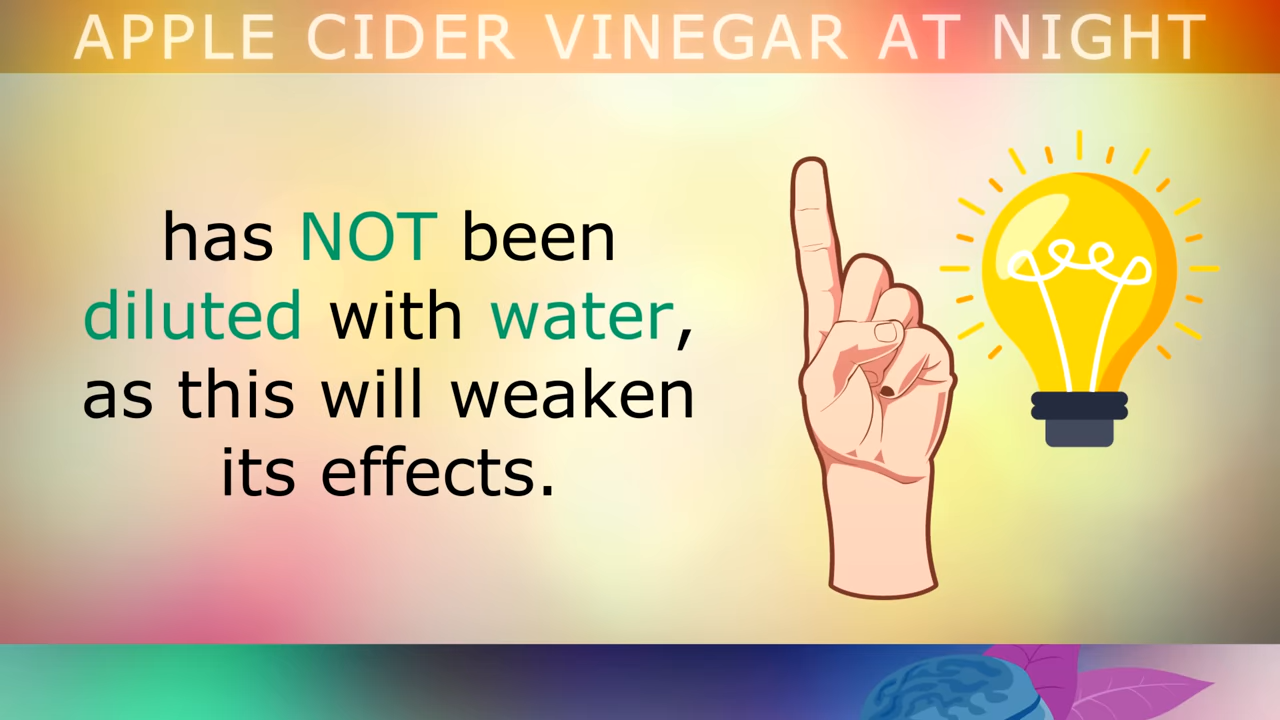 APPLE CIDER VINEGAR AT NIGHT
has NOT been
diluted with water,
as this will weaken
its effects.